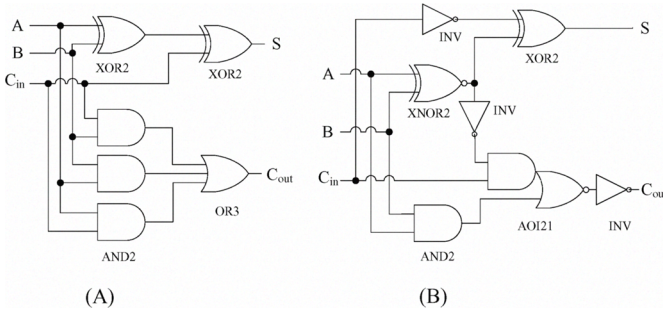 A
B
Cin
XOR2
XOR2
S
Cout
OR3
AND2
(A)
INV
S
XOR2
A
XNOR2
INV
B
Cin
Cou
AOI21
INV
AND2
(B)